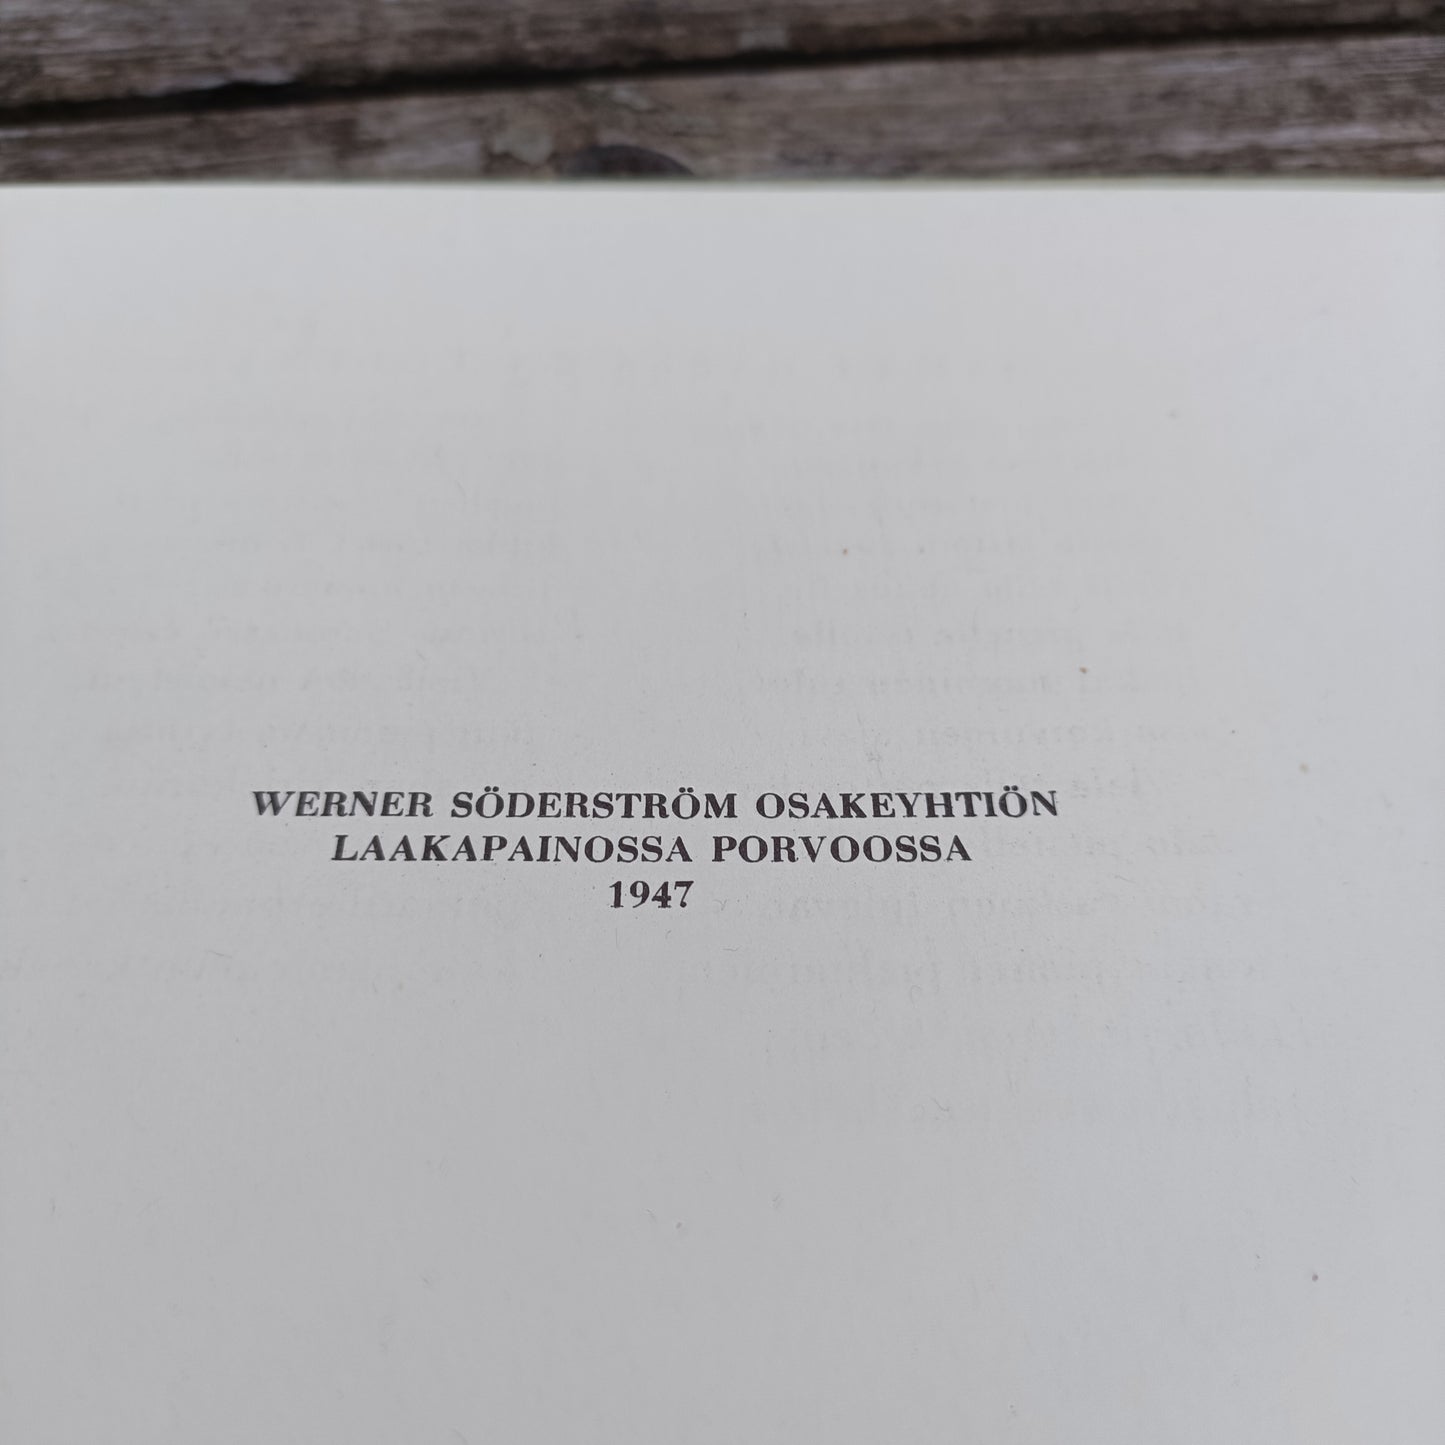 WERNER SÖDERSTRÖM OSAKEYHTIÖN
LAAKAPAINOSSA PORVOOSSA
1947